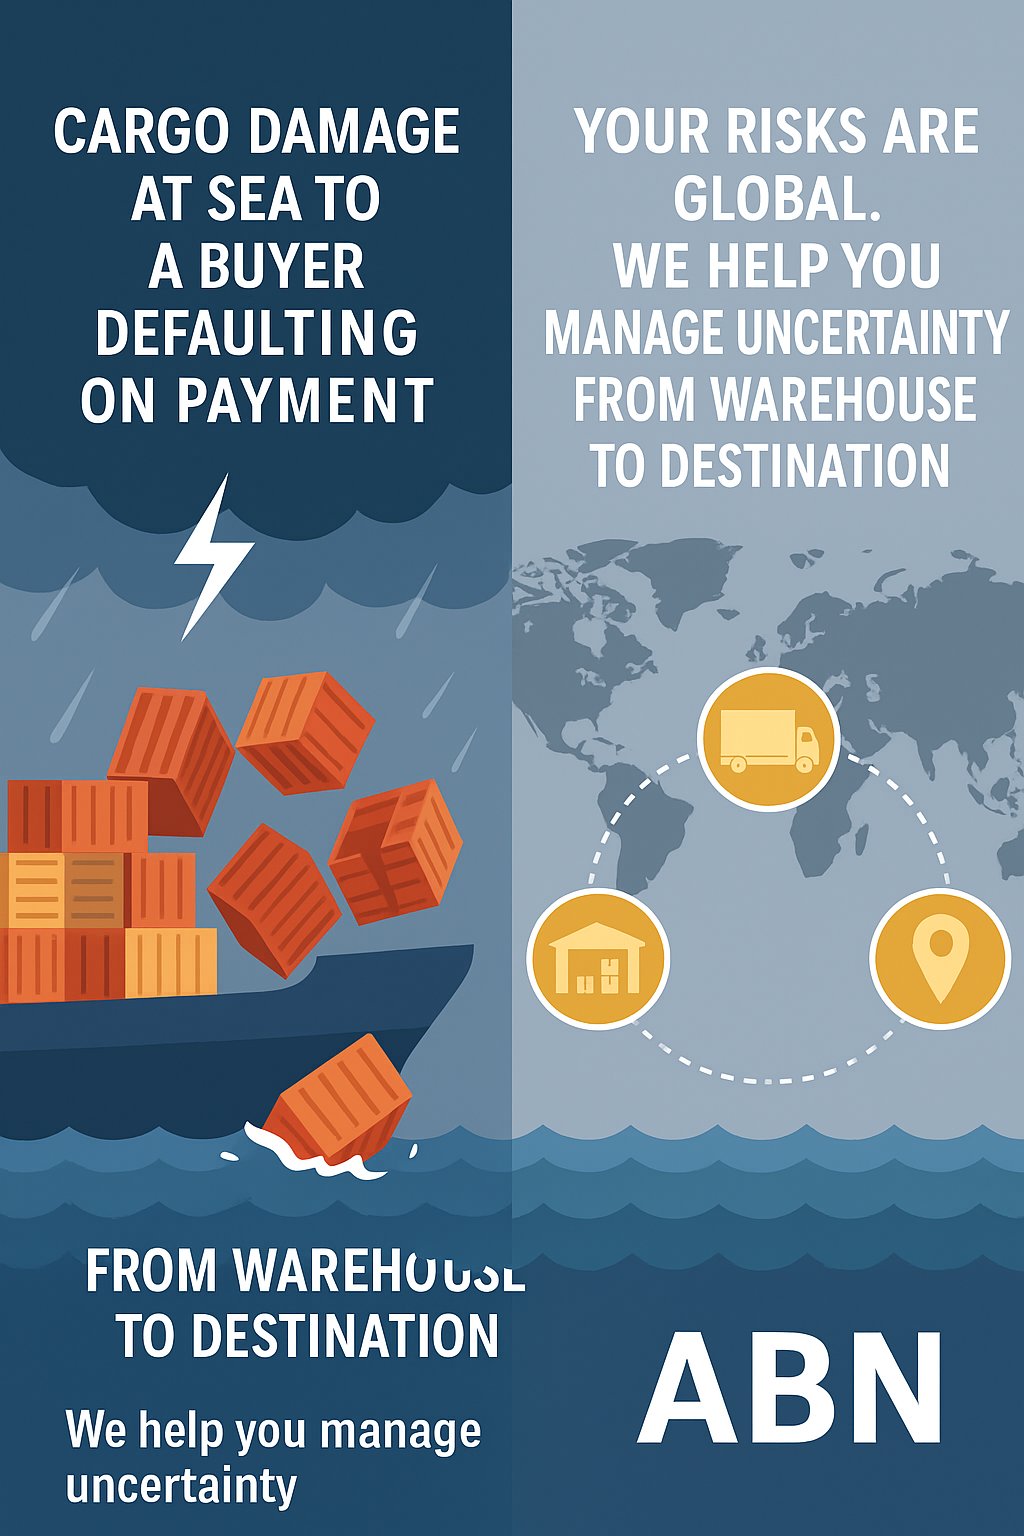 CARGO DAMAGE
AT SEA TO
A BUYER
DEFAULTING
ON PAYMENT
YOUR RISKS ARE
GLOBAL.
WE HELP YOU
MANAGE UNCERTAINTY
FROM WAREHOUSE
TO DESTINATION
FROM WAREHOUSE
TO DESTINATION
We help you manage
uncertainty
ABN